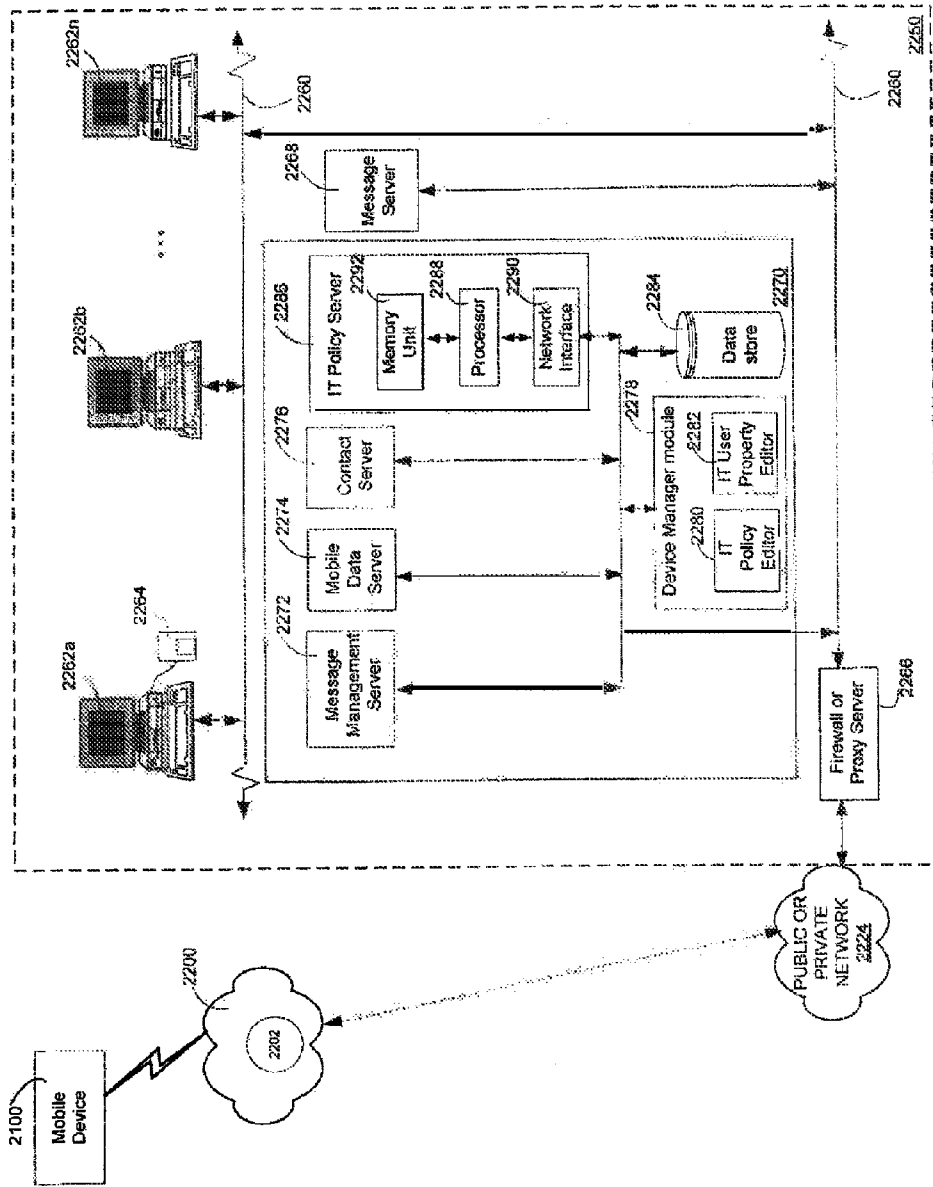 2100
Mobile
Device
2200
2202
PUBLIC OR
PRIVATE
NETWORK
2224
2262a
2264
2262b
...
2262n
2260
2272
Message
Management
Server
2274
Mobile
Data
Server
2276
Contact
Server
2286
IT Policy Server
2292
Memory
Unit
2288
Processor
2290
Network
Interface
2268
Message
Server
2278
Device Manager module
2280
IT
Policy
Editor
2282
IT User
Property
Editor
2284
Data
store
2270
2260
2266
Firewall or
Proxy Server
2250